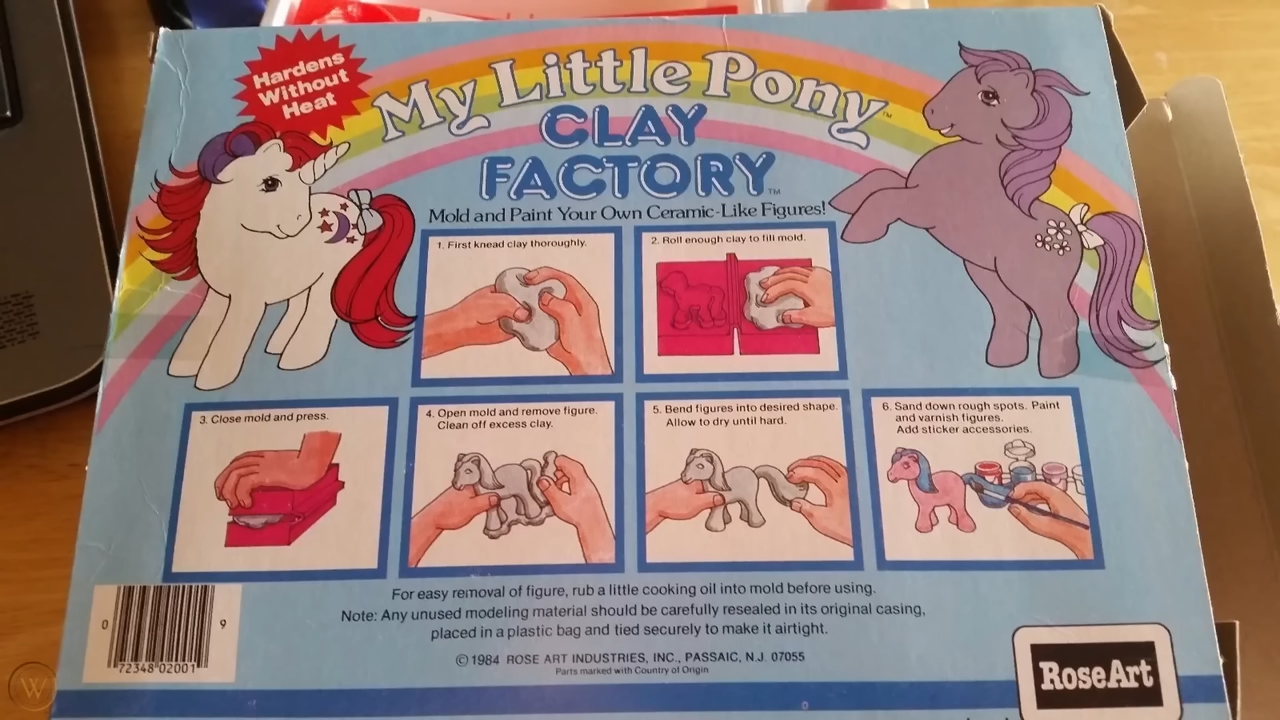 Hardens
Without
Heat
My Little Pony™
CLAY
FACTORY™
Mold and Paint Your Own Ceramic-Like Figures!
1. First knead clay thoroughly.
2. Roll enough clay to fill mold.
3. Close mold and press.
4. Open mold and remove figure.
Clean off excess clay.
5. Bend figures into desired shape.
Allow to dry until hard.
6. Sand down rough spots. Paint
and varnish figures.
Add sticker accessories.
For easy removal of figure, rub a little cooking oil into mold before using.
Note: Any unused modeling material should be carefully resealed in its original casing,
placed in a plastic bag and tied securely to make it airtight.
© 1984 ROSE ART INDUSTRIES, INC., PASSAIC, N.J. 07055
Parts marked with Country of Origin
0 72348 02001 9
RoseArt
W